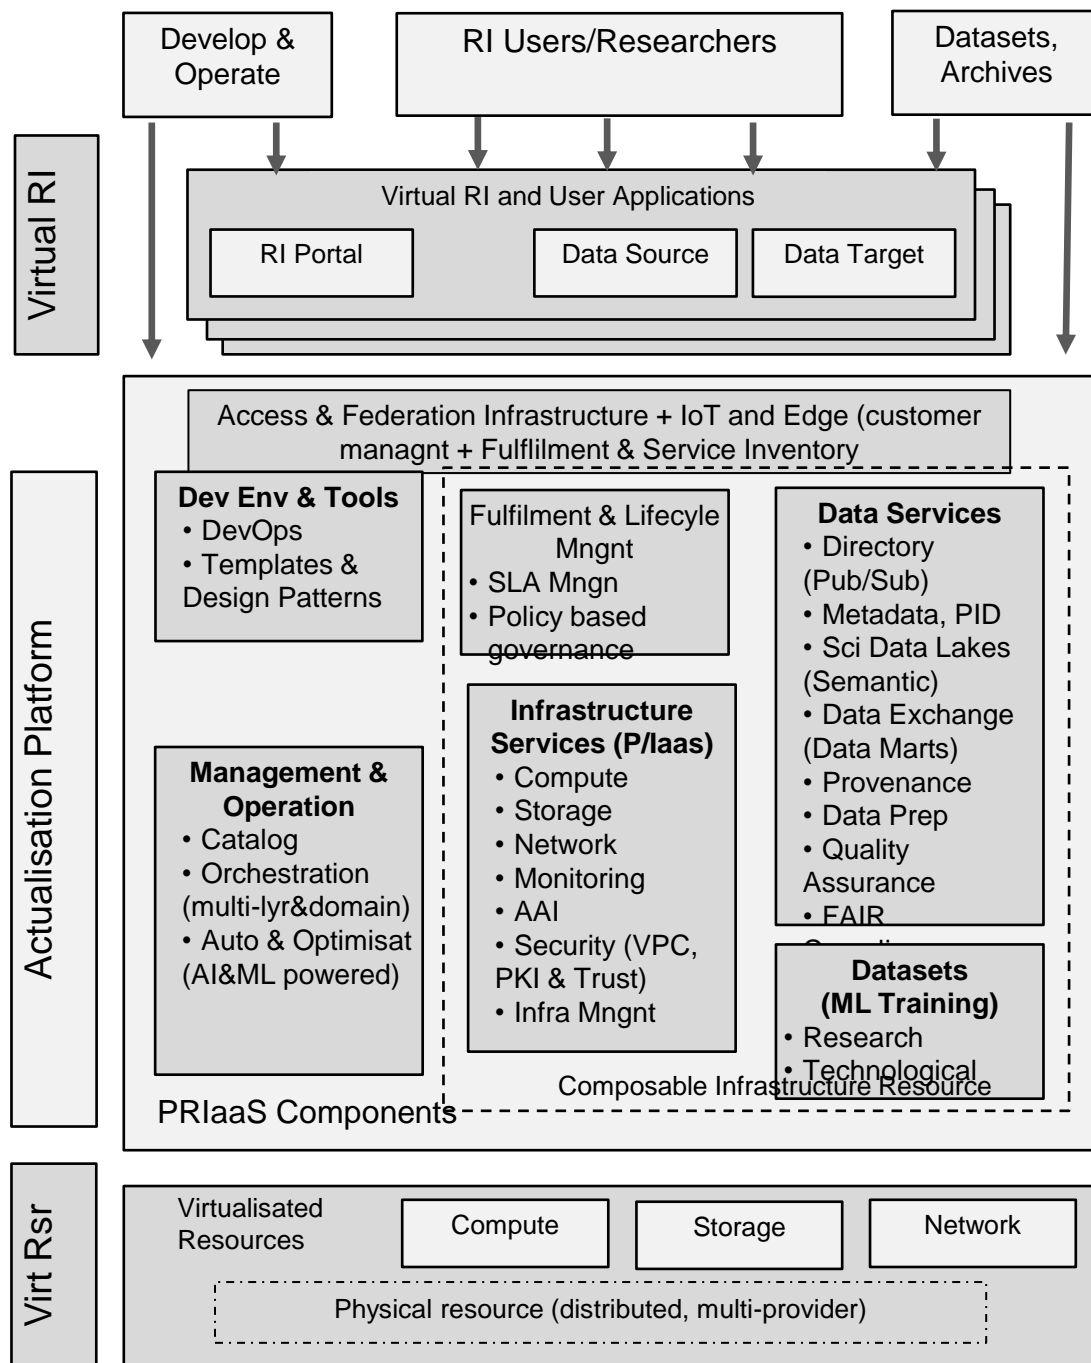 Develop &
Operate
RI Users/Researchers
Datasets,
Archives
Virtual RI
Virtual RI and User Applications
RI Portal
Data Source
Data Target
Access & Federation Infrastructure + IoT and Edge (customer
managnt + Fulflilment & Service Inventory
Actualisation Platform
Dev Env & Tools
• DevOps
• Templates &
Design Patterns
Fulfilment & Lifecyle
Mngnt
• SLA Mngn
• Policy based
governance
Data Services
• Directory
(Pub/Sub)
• Metadata, PID
• Sci Data Lakes
(Semantic)
• Data Exchange
(Data Marts)
• Provenance
• Data Prep
• Quality
Assurance
• FAIR
Management &
Operation
• Catalog
• Orchestration
(multi-lyr&domain)
• Auto & Optimisat
(AI&ML powered)
Infrastructure
Services (P/Iaas)
• Compute
• Storage
• Network
• Monitoring
• AAI
• Security (VPC,
PKI & Trust)
• Infra Mngnt
Datasets
(ML Training)
• Research
• Technological
Composable Infrastructure Resource
PRIaaS Components
Virt Rsr
Virtualisated
Resources
Compute
Storage
Network
Physical resource (distributed, multi-provider)